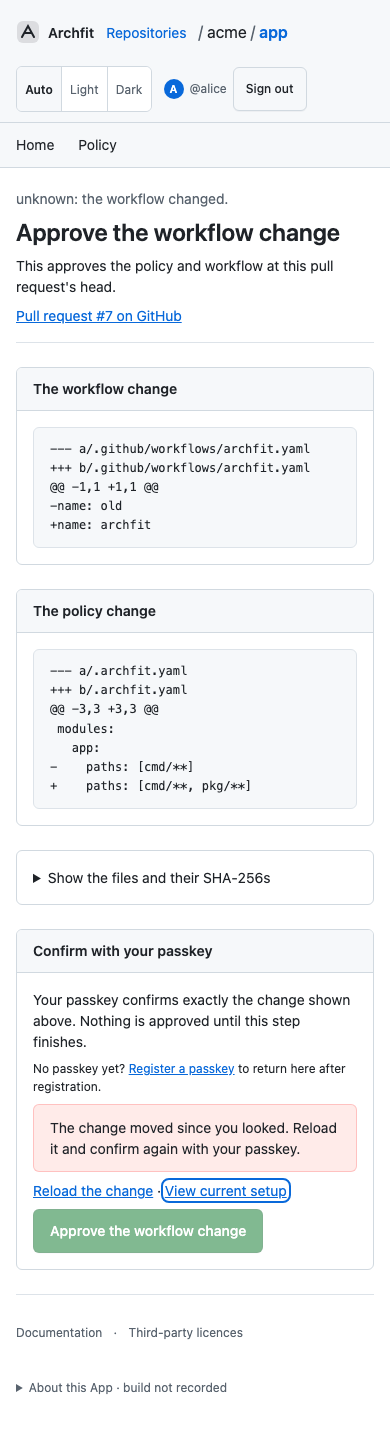 Archfit Repositories / acme / app
Auto Light Dark A @alice Sign out
Home Policy
unknown: the workflow changed.
Approve the workflow change
This approves the policy and workflow at this pull
request's head.
Pull request #7 on GitHub
The workflow change
--- a/.github/workflows/archfit.yaml
+++ b/.github/workflows/archfit.yaml
@@ -1,1 +1,1 @@
-name: old
+name: archfit
The policy change
--- a/.archfit.yaml
+++ b/.archfit.yaml
@@ -3,3 +3,3 @@
 modules:
   app:
-    paths: [cmd/**]
+    paths: [cmd/**, pkg/**]
Show the files and their SHA-256s
Confirm with your passkey
Your passkey confirms exactly the change shown
above. Nothing is approved until this step
finishes.
No passkey yet? Register a passkey to return here after
registration.
The change moved since you looked. Reload
it and confirm again with your passkey.
Reload the change · View current setup
Approve the workflow change
Documentation · Third-party licences
About this App · build not recorded